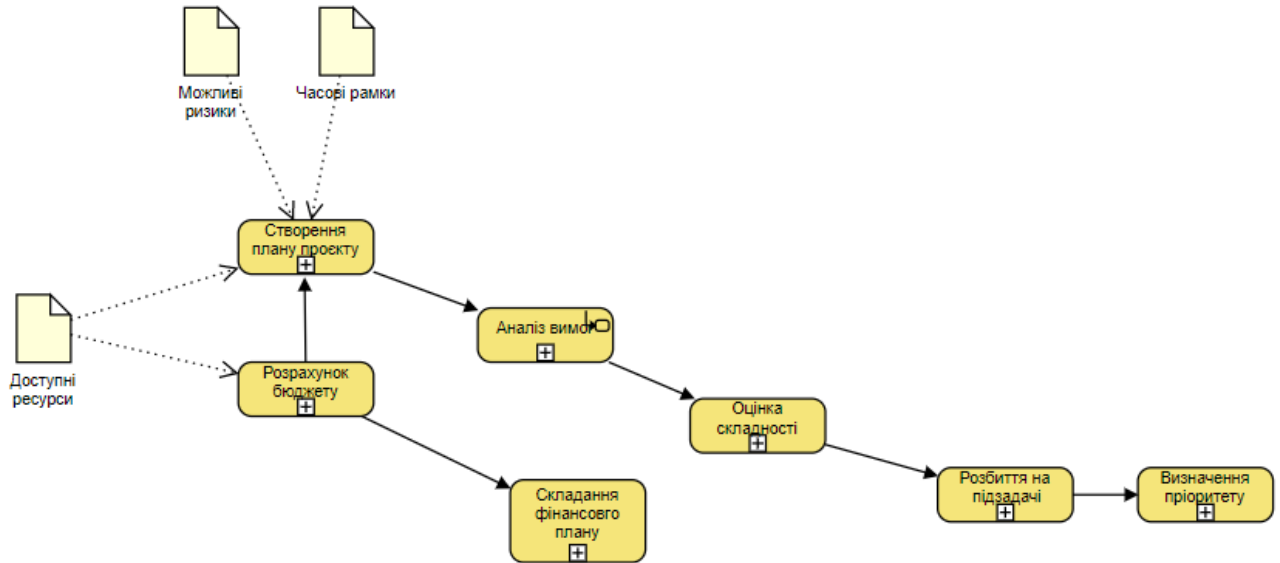 Можливі
ризики
Часові рамки
Створення
плану проєкту
Аналіз вимог
Доступні
ресурси
Розрахунок
бюджету
Оцінка
складності
Складання
фінансовго
плану
Розбиття на
підзадачі
Визначення
пріоритету